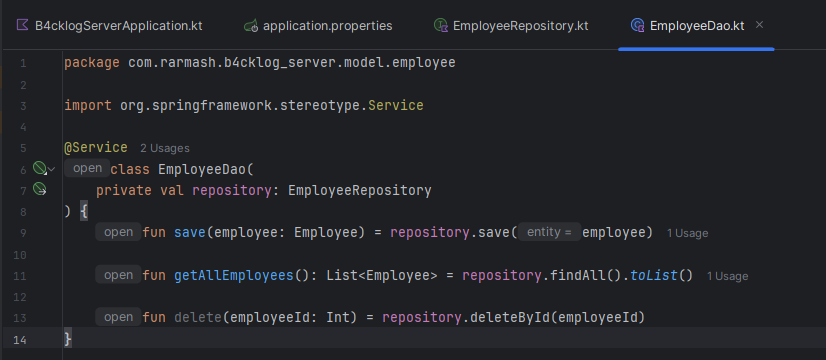 B4cklogServerApplication.kt application.properties EmployeeRepository.kt EmployeeDao.kt
1 package com.rarmash.b4cklog_server.model.employee
2
3 import org.springframework.stereotype.Service
4
5 @Service 2 Usages
6 open class EmployeeDao(
7 private val repository: EmployeeRepository
8 ) {
9 open fun save(employee: Employee) = repository.save( entity = employee) 1 Usage
10
11 open fun getAllEmployees(): List<Employee> = repository.findAll().toList() 1 Usage
12
13 open fun delete(employeeId: Int) = repository.deleteById(employeeId)
14 }